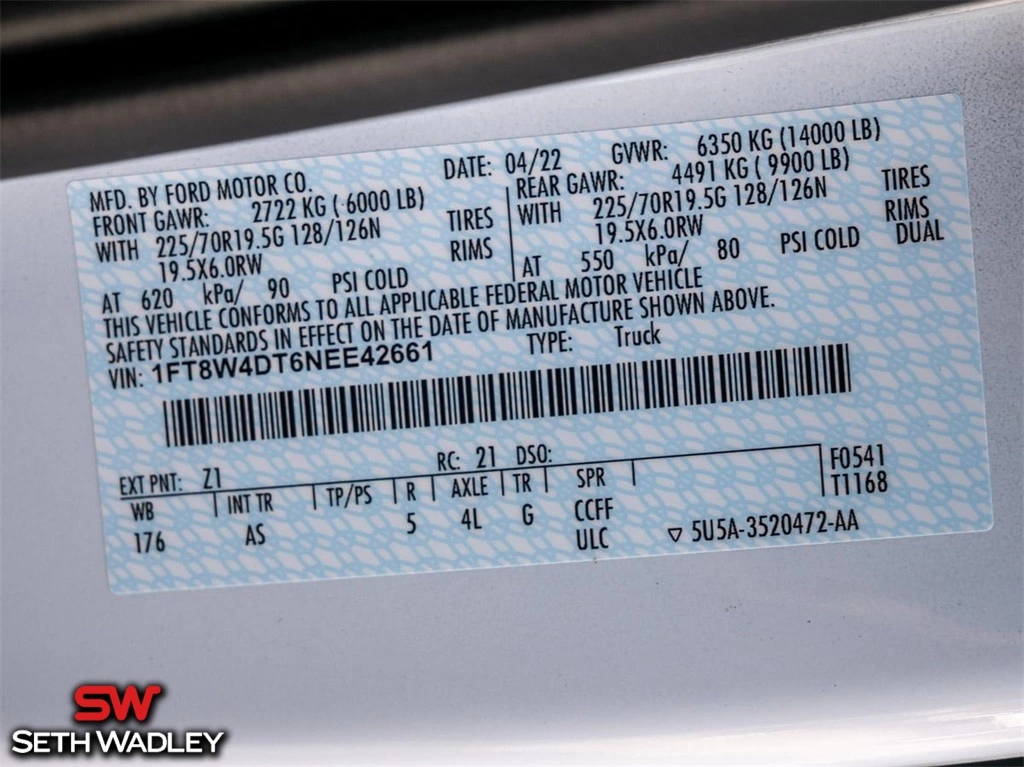 MFD. BY FORD MOTOR CO. DATE: 04/22 GVWR: 6350 KG (14000 LB)
FRONT GAWR: 2722 KG ( 6000 LB) REAR GAWR: 4491 KG ( 9900 LB)
WITH 225/70R19.5G 128/126N TIRES WITH 225/70R19.5G 128/126N TIRES
19.5X6.0RW RIMS 19.5X6.0RW RIMS
AT 620 kPa/ 90 PSI COLD AT 550 kPa/ 80 PSI COLD DUAL
THIS VEHICLE CONFORMS TO ALL APPLICABLE FEDERAL MOTOR VEHICLE
SAFETY STANDARDS IN EFFECT ON THE DATE OF MANUFACTURE SHOWN ABOVE.
VIN: 1FT8W4DT6NEE42661 TYPE: Truck
EXT PNT: Z1 RC: 21 DSO: F0541
WB INT TR TP/PS R AXLE TR SPR T1168
176 AS 5 4L G CCFF
ULC ▽ 5U5A-3520472-AA
SW
SETH WADLEY